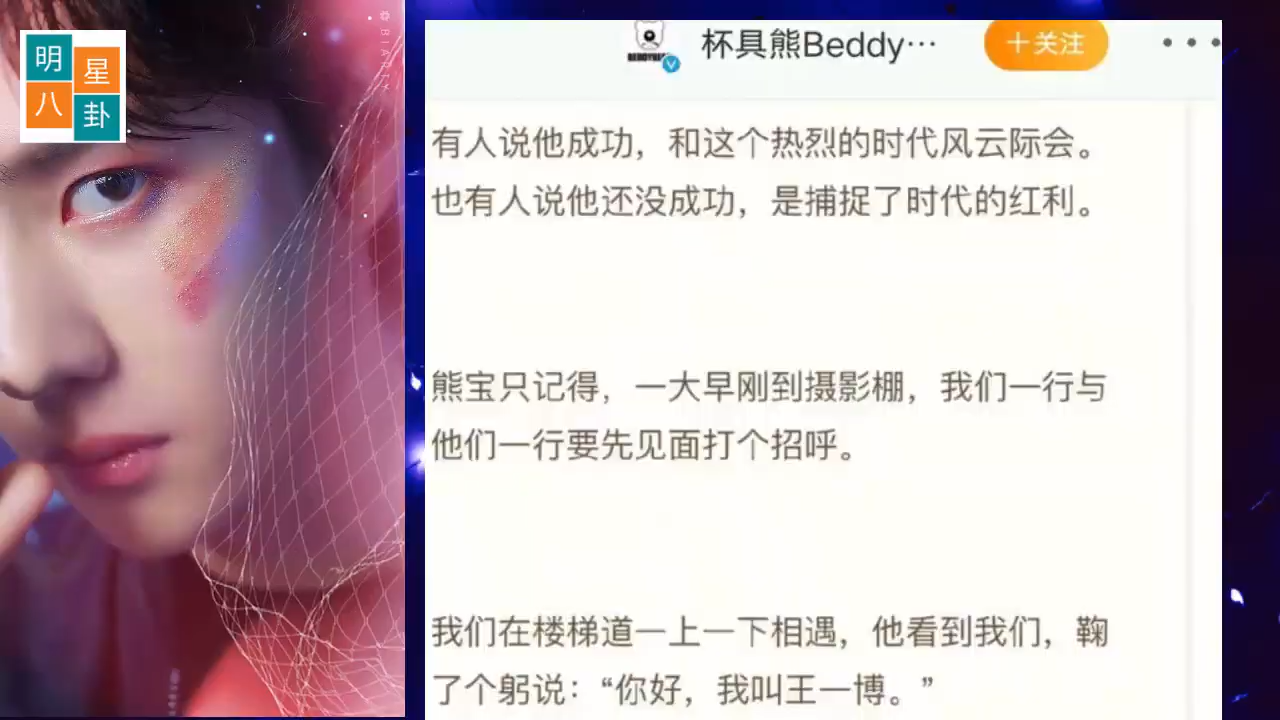 明星
八卦
杯具熊Beddy…
+关注
有人说他成功，和这个热烈的时代风云际会。
也有人说他还没成功，是捕捉了时代的红利。
熊宝只记得，一大早刚到摄影棚，我们一行与
他们一行要先见面打个招呼。
我们在楼梯道一上一下相遇，他看到我们，鞠
了个躬说：“你好，我叫王一博。”